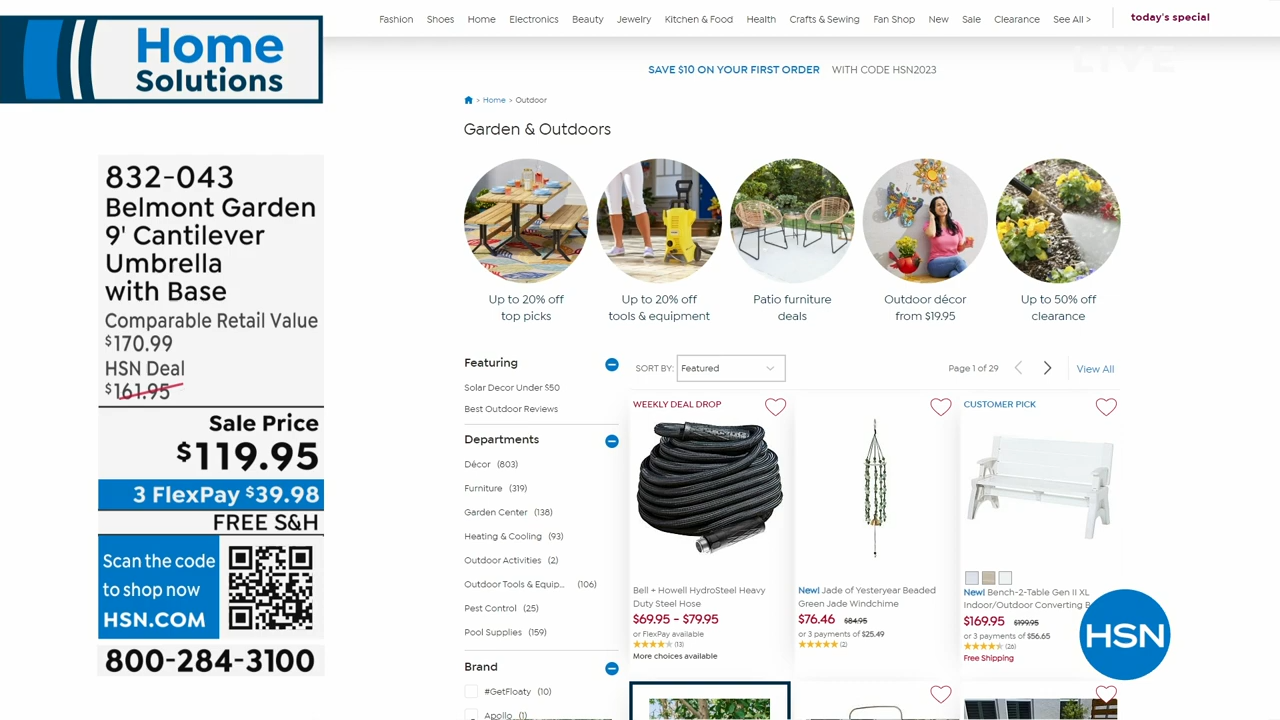 Home
Solutions
832-043
Belmont Garden
9' Cantilever
Umbrella
with Base
Comparable Retail Value
$170.99
HSN Deal
$161.95
Sale Price
$119.95
3 FlexPay $39.98
FREE S&H
Scan the code
to shop now
HSN.COM
800-284-3100
Fashion Shoes Home Electronics Beauty Jewelry Kitchen & Food Health Crafts & Sewing Fan Shop New Sale Clearance See All > today's special
LIVE
SAVE $10 ON YOUR FIRST ORDER WITH CODE HSN2023
> Home > Outdoor
Garden & Outdoors
Up to 20% off
top picks
Up to 20% off
tools & equipment
Patio furniture
deals
Outdoor décor
from $19.95
Up to 50% off
clearance
Featuring
Solar Decor Under $50
Best Outdoor Reviews
Departments
Décor (803)
Furniture (319)
Garden Center (138)
Heating & Cooling (93)
Outdoor Activities (2)
Outdoor Tools & Equip... (106)
Pest Control (25)
Pool Supplies (159)
Brand
#GetFloaty (10)
Apollo (1)
SORT BY: Featured
Page 1 of 29
View All
WEEKLY DEAL DROP
Bell + Howell HydroSteel Heavy
Duty Steel Hose
$69.95 - $79.95
or FlexPay available
(13)
More choices available
New! Jade of Yesteryear Beaded
Green Jade Windchime
$76.46 $84.95
or 3 payments of $25.49
(2)
CUSTOMER PICK
New! Bench-2-Table Gen II XL
Indoor/Outdoor Converting B
$169.95 $199.95
or 3 payments of $56.65
(26)
Free Shipping
HSN